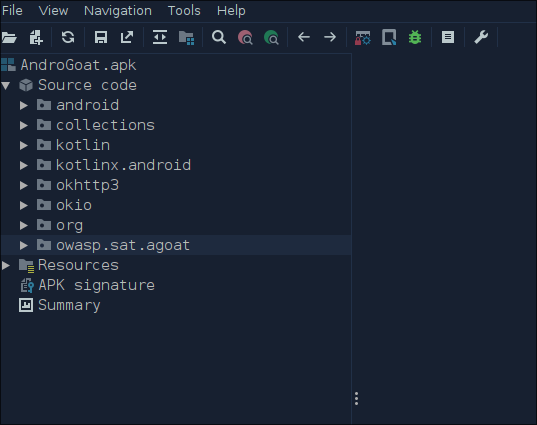 File View Navigation Tools Help
AndroGoat.apk
Source code
android
collections
kotlin
kotlinx.android
okhttp3
okio
org
owasp.sat.agoat
Resources
APK signature
Summary